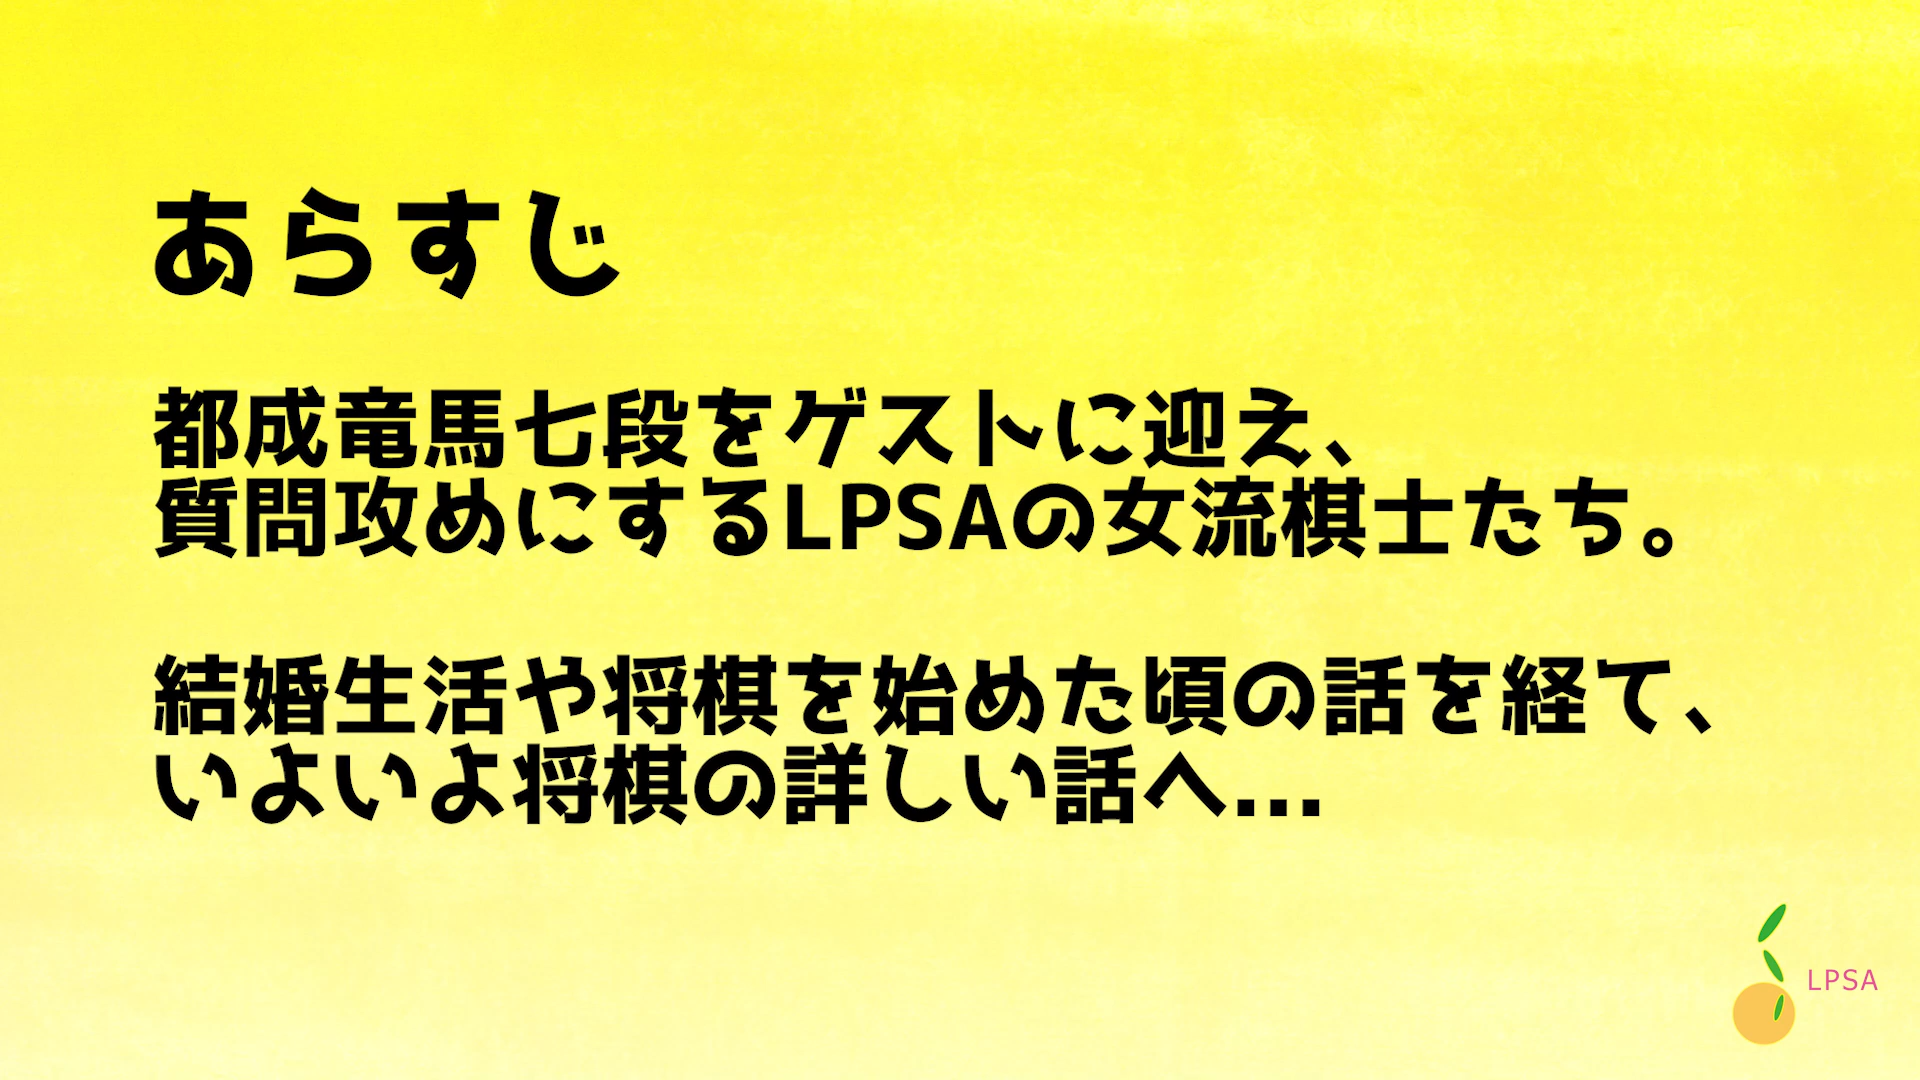 あらすじ
都成竜馬七段をゲストに迎え、
質問攻めにするLPSAの女流棋士たち。
結婚生活や将棋を始めた頃の話を経て、
いよいよ将棋の詳しい話へ...
LPSA